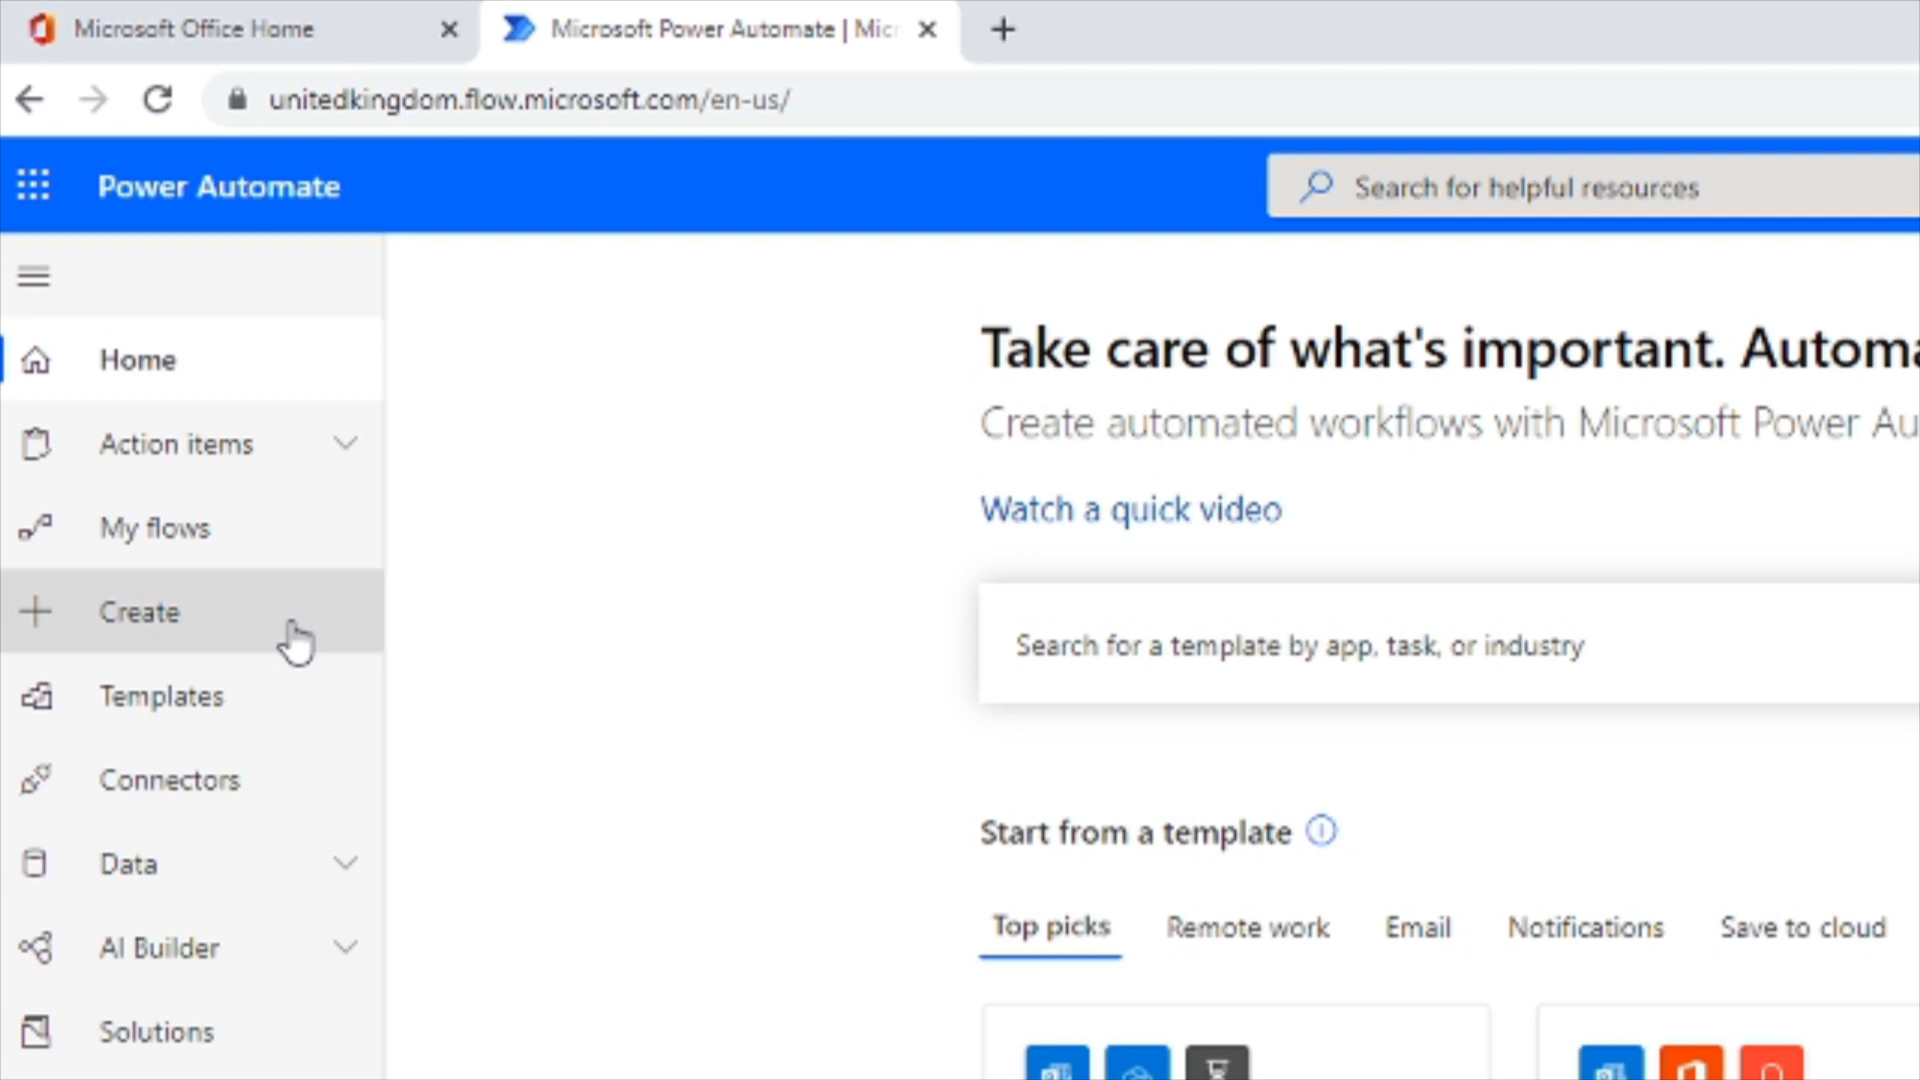 Microsoft Office Home
Microsoft Power Automate | Micr
unitedkingdom.flow.microsoft.com/en-us/
Power Automate
Search for helpful resources
Home
Action items
My flows
Create
Templates
Connectors
Data
AI Builder
Solutions
Take care of what's important. Automa
Create automated workflows with Microsoft Power Au
Watch a quick video
Search for a template by app, task, or industry
Start from a template
Top picks Remote work Email Notifications Save to cloud